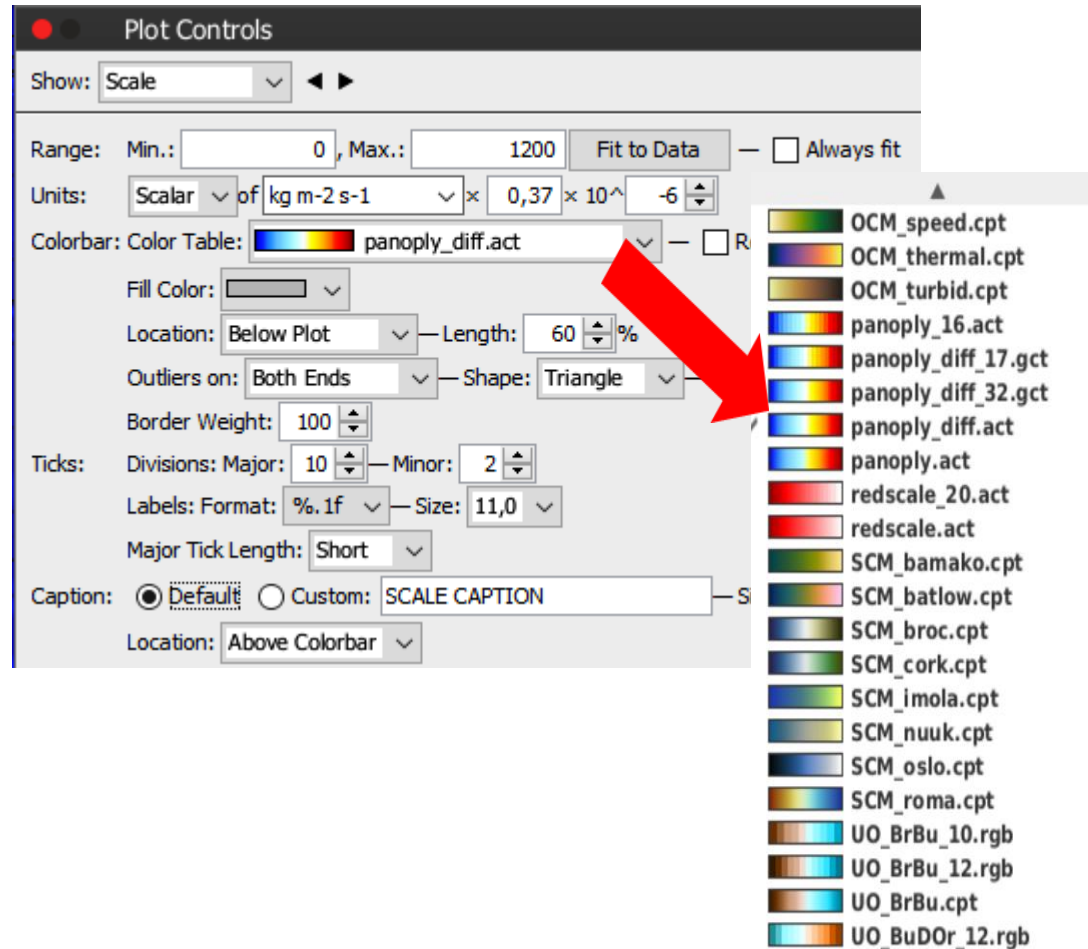 Plot Controls
Show: Scale
Range: Min.: 0 , Max.: 1200 Fit to Data — Always fit
Units: Scalar of kg m-2 s-1 × 0,37 × 10^ -6
Colorbar: Color Table: panoply_diff.act — R
Fill Color:
Location: Below Plot — Length: 60 %
Outliers on: Both Ends — Shape: Triangle —
Border Weight: 100
Ticks: Divisions: Major: 10 — Minor: 2
Labels: Format: %.1f — Size: 11,0
Major Tick Length: Short
Caption: Default Custom: SCALE CAPTION — Si
Location: Above Colorbar
OCM_speed.cpt
OCM_thermal.cpt
OCM_turbid.cpt
panoply_16.act
panoply_diff_17.gct
panoply_diff_32.gct
panoply_diff.act
panoply.act
redscale_20.act
redscale.act
SCM_bamako.cpt
SCM_batlow.cpt
SCM_broc.cpt
SCM_cork.cpt
SCM_imola.cpt
SCM_nuuk.cpt
SCM_oslo.cpt
SCM_roma.cpt
UO_BrBu_10.rgb
UO_BrBu_12.rgb
UO_BrBu.cpt
UO_BuDOr_12.rgb